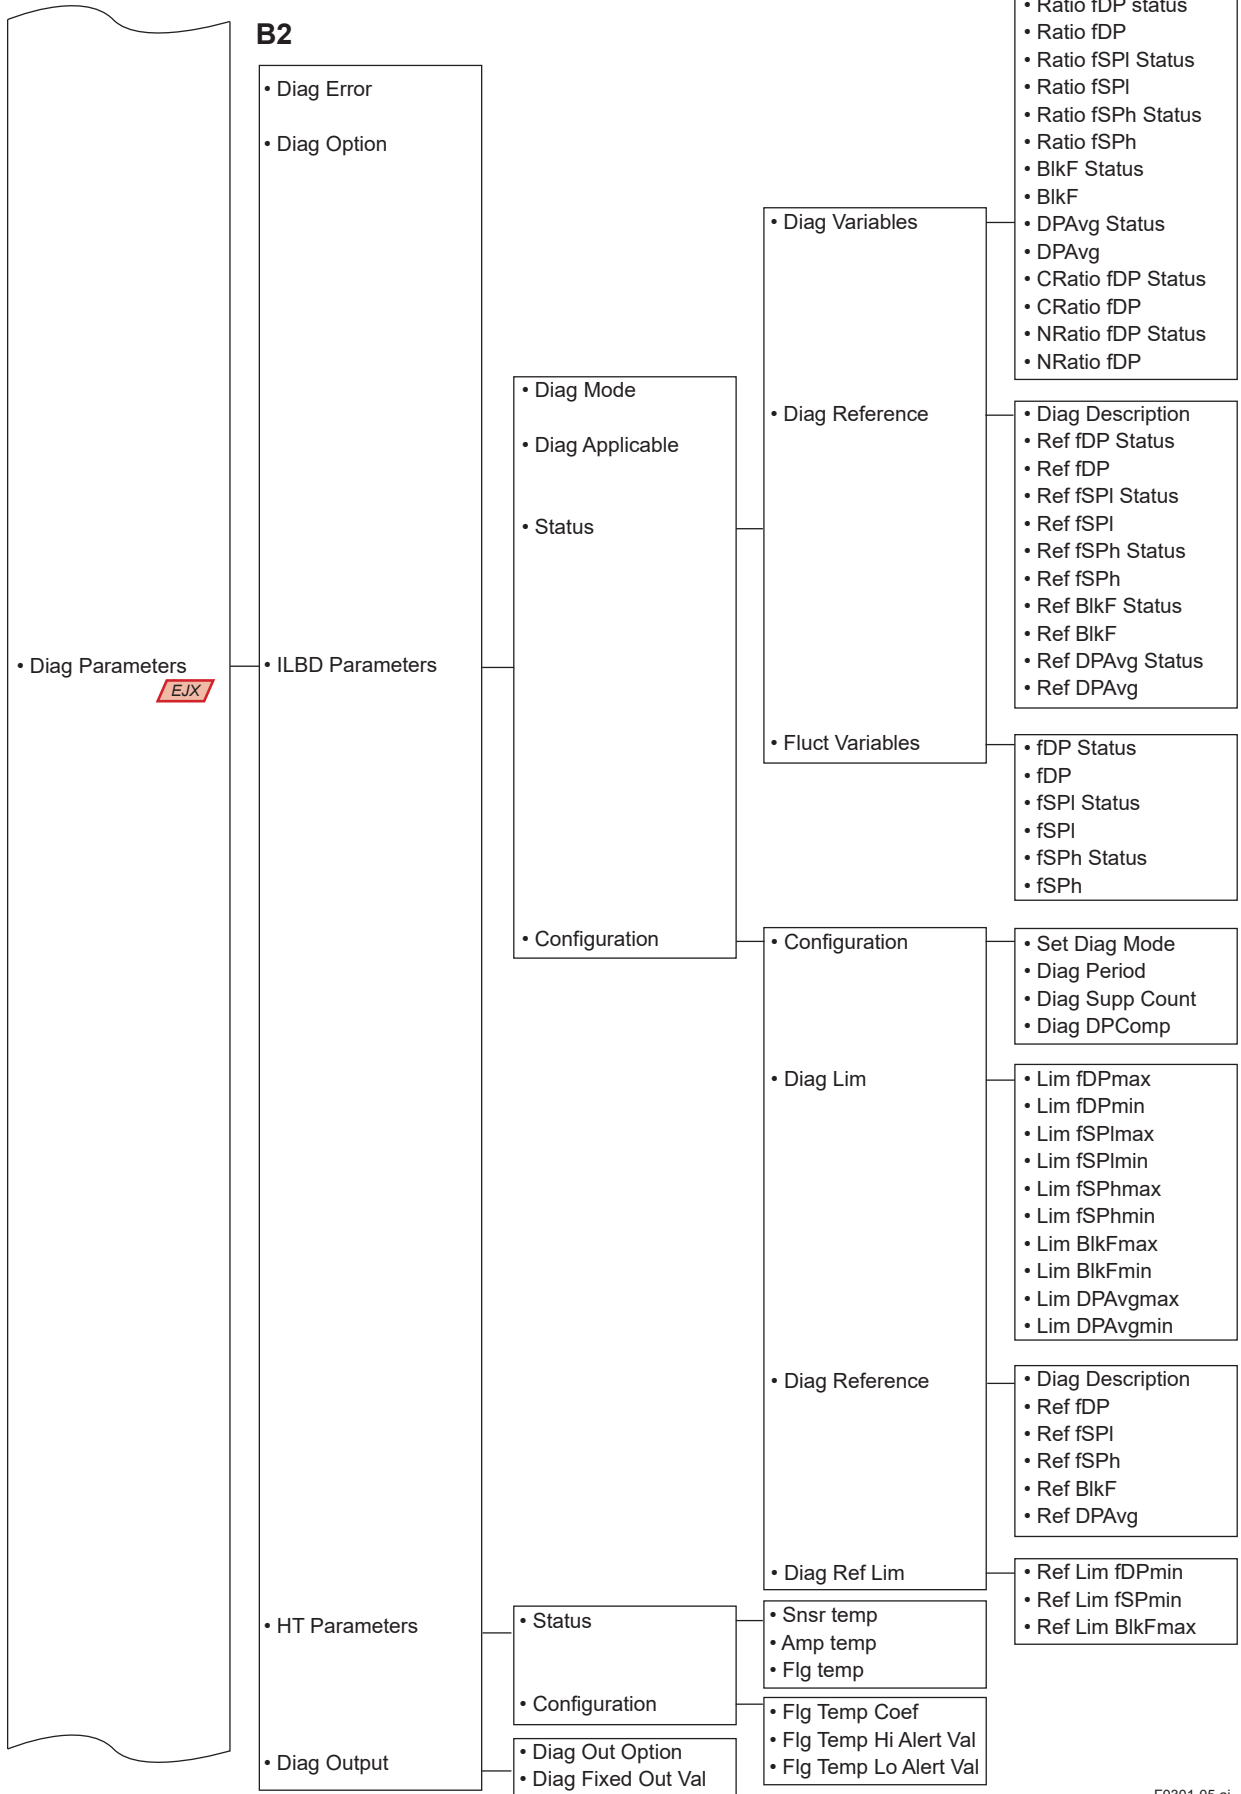 B2
• Diag Parameters
EJX
• Diag Error
• Diag Option
• ILBD Parameters
• HT Parameters
• Diag Output
• Diag Mode
• Diag Applicable
• Status
• Configuration
• Diag Variables
• Diag Reference
• Fluct Variables
• Ratio fDP status
• Ratio fDP
• Ratio fSPl Status
• Ratio fSPl
• Ratio fSPh Status
• Ratio fSPh
• BlkF Status
• BlkF
• DPAvg Status
• DPAvg
• CRatio fDP Status
• CRatio fDP
• NRatio fDP Status
• NRatio fDP
• Diag Description
• Ref fDP Status
• Ref fDP
• Ref fSPl Status
• Ref fSPl
• Ref fSPh Status
• Ref fSPh
• Ref BlkF Status
• Ref BlkF
• Ref DPAvg Status
• Ref DPAvg
• fDP Status
• fDP
• fSPl Status
• fSPl
• fSPh Status
• fSPh
• Configuration
• Diag Lim
• Diag Reference
• Diag Ref Lim
• Set Diag Mode
• Diag Period
• Diag Supp Count
• Diag DPComp
• Lim fDPmax
• Lim fDPmin
• Lim fSPlmax
• Lim fSPlmin
• Lim fSPhmax
• Lim fSPhmin
• Lim BlkFmax
• Lim BlkFmin
• Lim DPAvgmax
• Lim DPAvgmin
• Diag Description
• Ref fDP
• Ref fSPl
• Ref fSPh
• Ref BlkF
• Ref DPAvg
• Ref Lim fDPmin
• Ref Lim fSPmin
• Ref Lim BlkFmax
• Status
• Configuration
• Snsr temp
• Amp temp
• Flg temp
• Flg Temp Coef
• Flg Temp Hi Alert Val
• Flg Temp Lo Alert Val
• Diag Out Option
• Diag Fixed Out Val